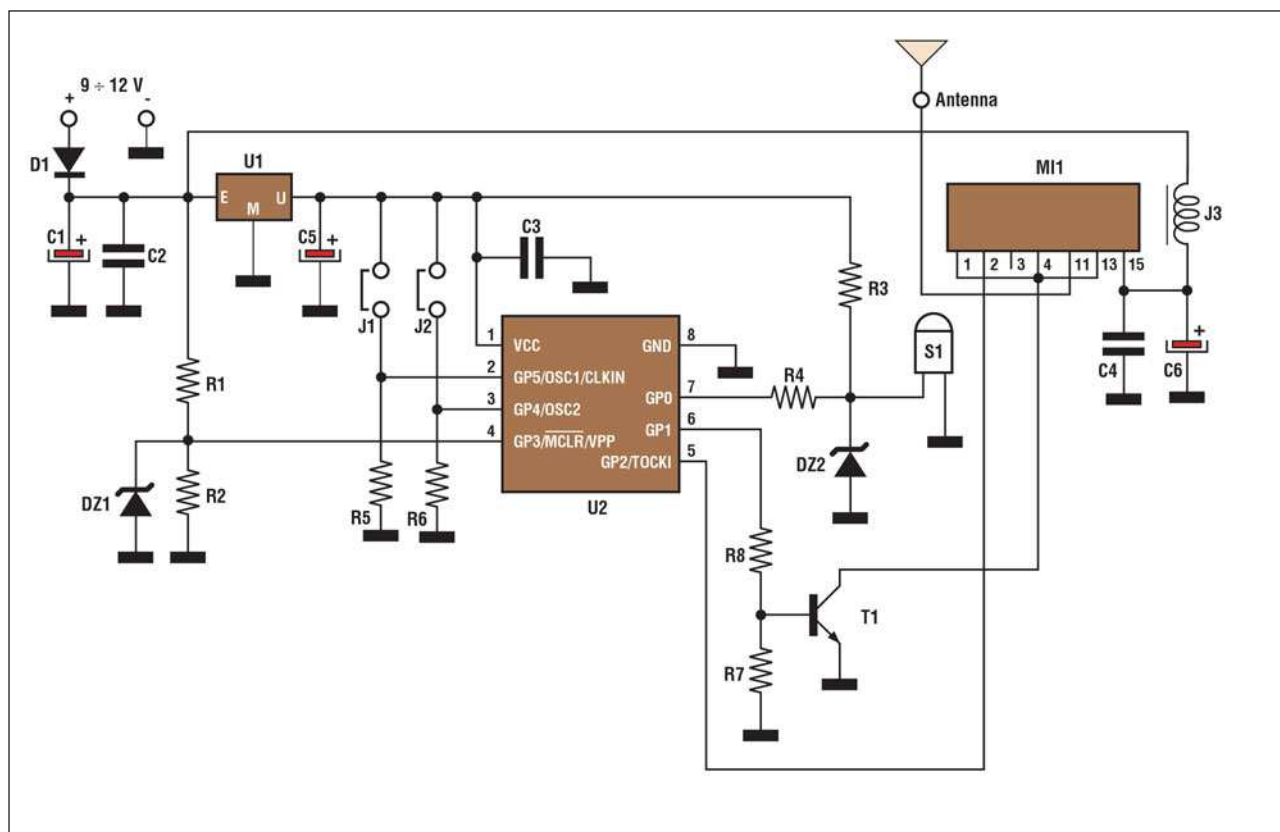 9 ÷ 12 V
+ -
D1
U1
E U
M
C1 +
C2
C5 +
C3
J1
J2
R1
R2
DZ1
R5
R6
1 VCC GND 8
2 GP5/OSC1/CLKIN GP0 7
3 GP4/OSC2 GP1 6
4 GP3/MCLR/VPP GP2/TOCKI 5
U2
R3
R4
S1
DZ2
R8
R7
T1
Antenna
MI1
1 2 3 4 11 13 15
J3
C4
+
C6